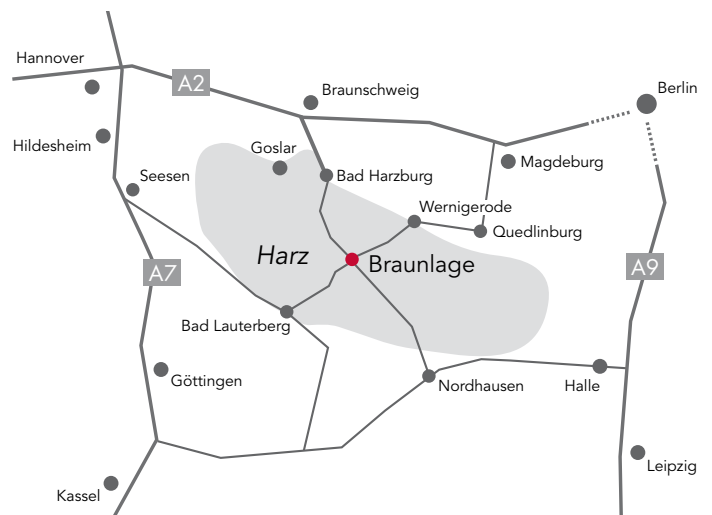 Hannover
A2
Braunschweig
Berlin
Hildesheim
Goslar
Magdeburg
Seesen
Bad Harzburg
Wernigerode
Quedlinburg
Harz
Braunlage
A7
A9
Bad Lauterberg
Göttingen
Nordhausen
Halle
Leipzig
Kassel